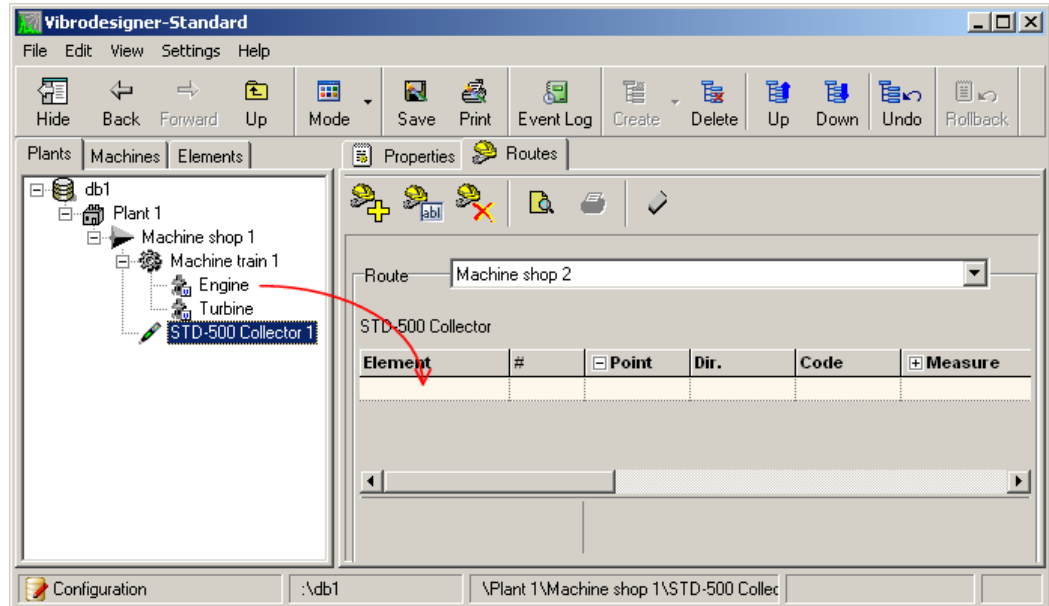 Vibrodesigner-Standard
File Edit View Settings Help
Hide Back Forward Up Mode Save Print Event Log Create Delete Up Down Undo Rollback
Plants Machines Elements
Properties Routes
db1
Plant 1
Machine shop 1
Machine train 1
Engine
Turbine
STD-500 Collector 1
abl
Route Machine shop 2
STD-500 Collector
Element # Point Dir. Code Measure
Configuration :\db1 \Plant 1\Machine shop 1\STD-500 Collec